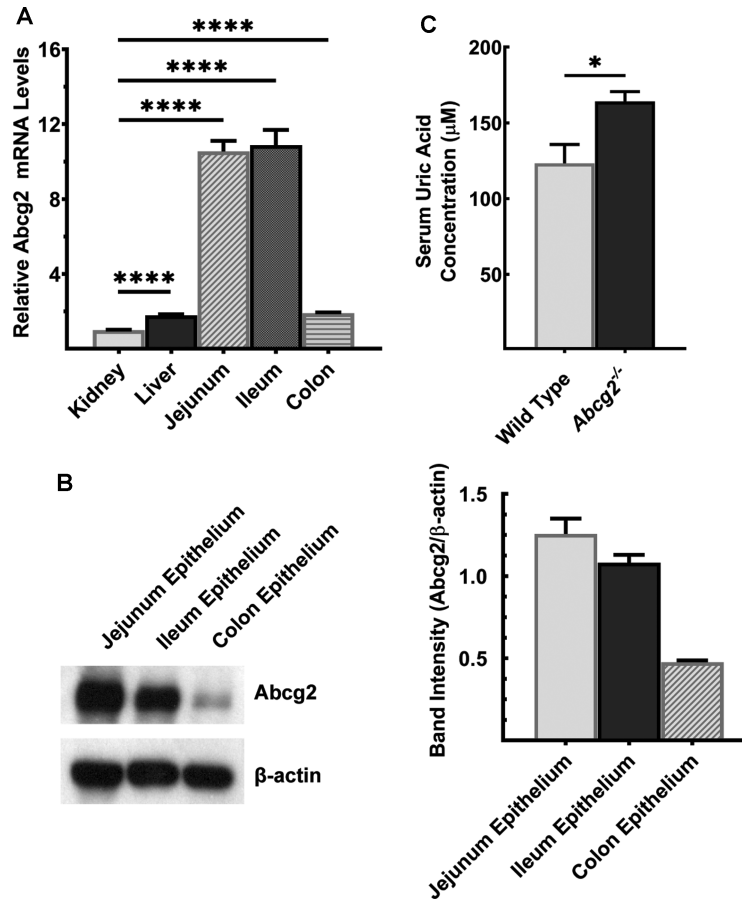 A
Relative Abcg2 mRNA Levels
16
12
8
4
****
****
****
****
Kidney
Liver
Jejunum
Ileum
Colon
C
Serum Uric Acid
Concentration (μM)
200
150
100
50
*
Wild Type
Abcg2-/-
B
Jejunum Epithelium
Ileum Epithelium
Colon Epithelium
Abcg2
β-actin
Band Intensity (Abcg2/β-actin)
1.5
1.0
0.5
Jejunum Epithelium
Ileum Epithelium
Colon Epithelium